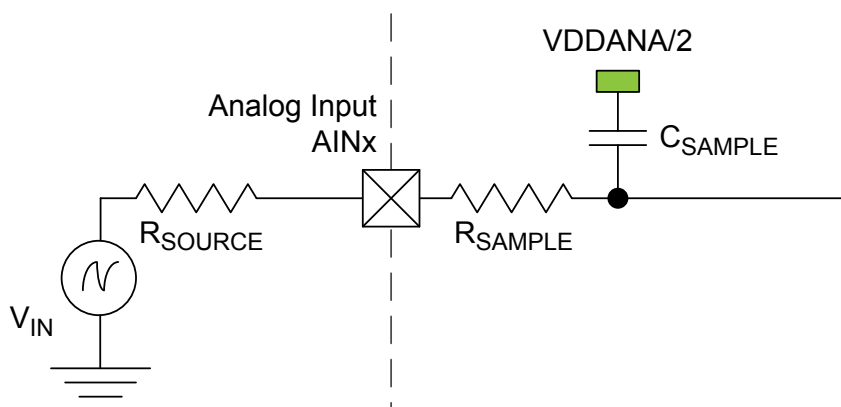 VDDANA/2
Analog Input
AINx
CSAMPLE
RSOURCE
RSAMPLE
VIN